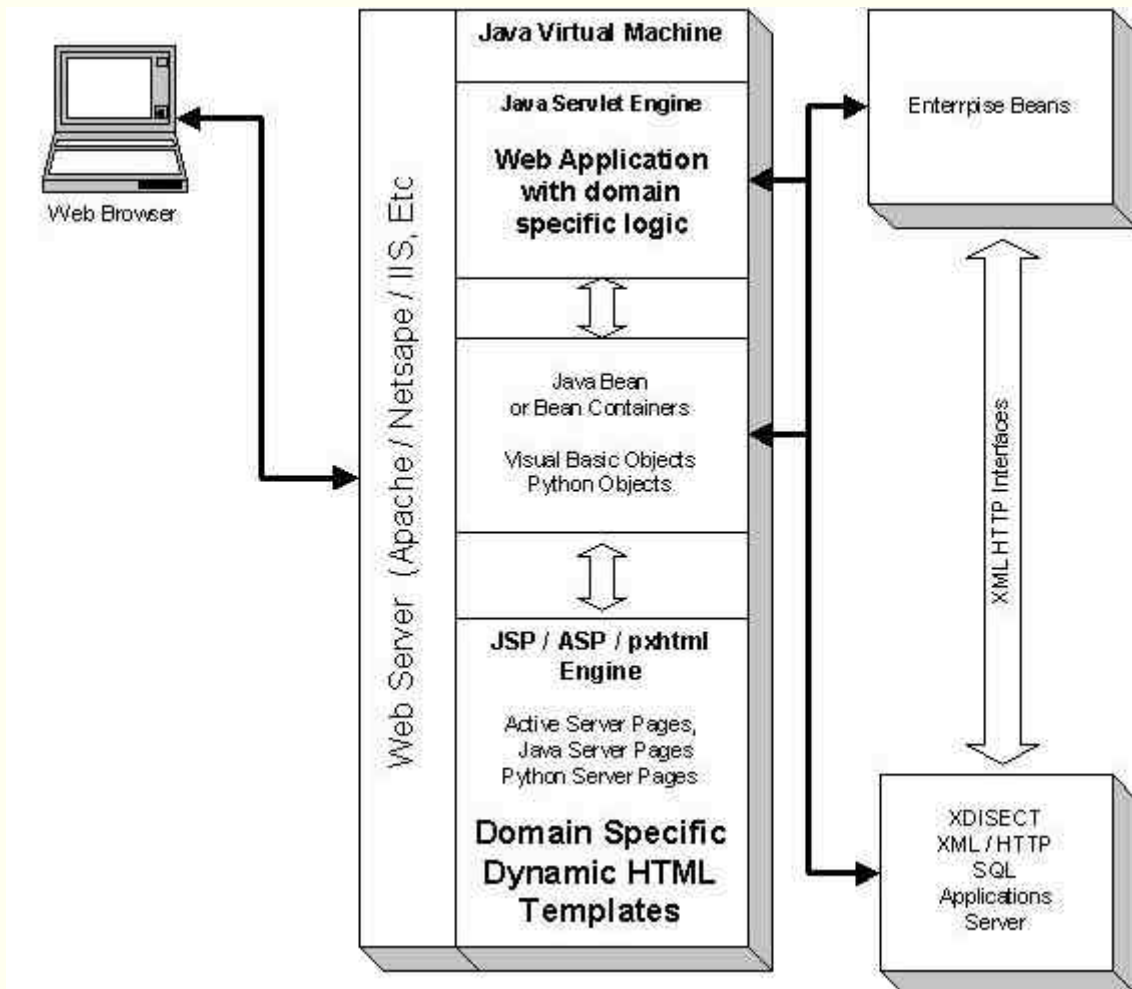 Web Browser
Web Server (Apache / Netsape / IIS, Etc
Java Virtual Machine
Java Servlet Engine
Web Application
with domain
specific logic
Java Bean
or Bean Containers
Visual Basic Objects
Python Objects
JSP / ASP / pxhtml
Engine
Active Server Pages,
Java Server Pages
Python Server Pages
Domain Specific
Dynamic HTML
Templates
Enterrpise Beans
XML HTTP Interfaces
XDISECT
XML / HTTP
SQL
Applications
Server